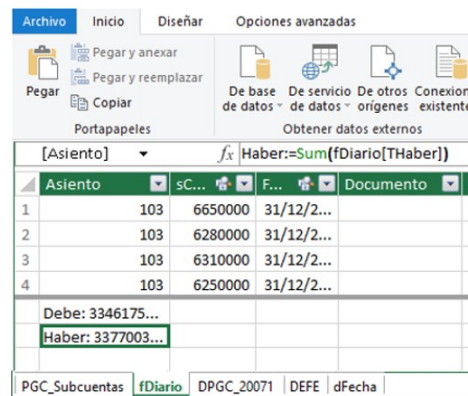 Archivo Inicio Diseñar Opciones avanzadas
Pegar
Pegar y anexar
Pegar y reemplazar
Copiar
Portapapeles
De base de datos
De servicio de datos
De otros orígenes
Conexion existente
Obtener datos externos
[Asiento] fx Haber:=Sum(fDiario[THaber])
Asiento sC... F... Documento
1 103 6650000 31/12/2...
2 103 6280000 31/12/2...
3 103 6310000 31/12/2...
4 103 6250000 31/12/2...
Debe: 3346175...
Haber: 3377003...
PGC_Subcuentas fDiario DPGC_20071 DEFE dFecha